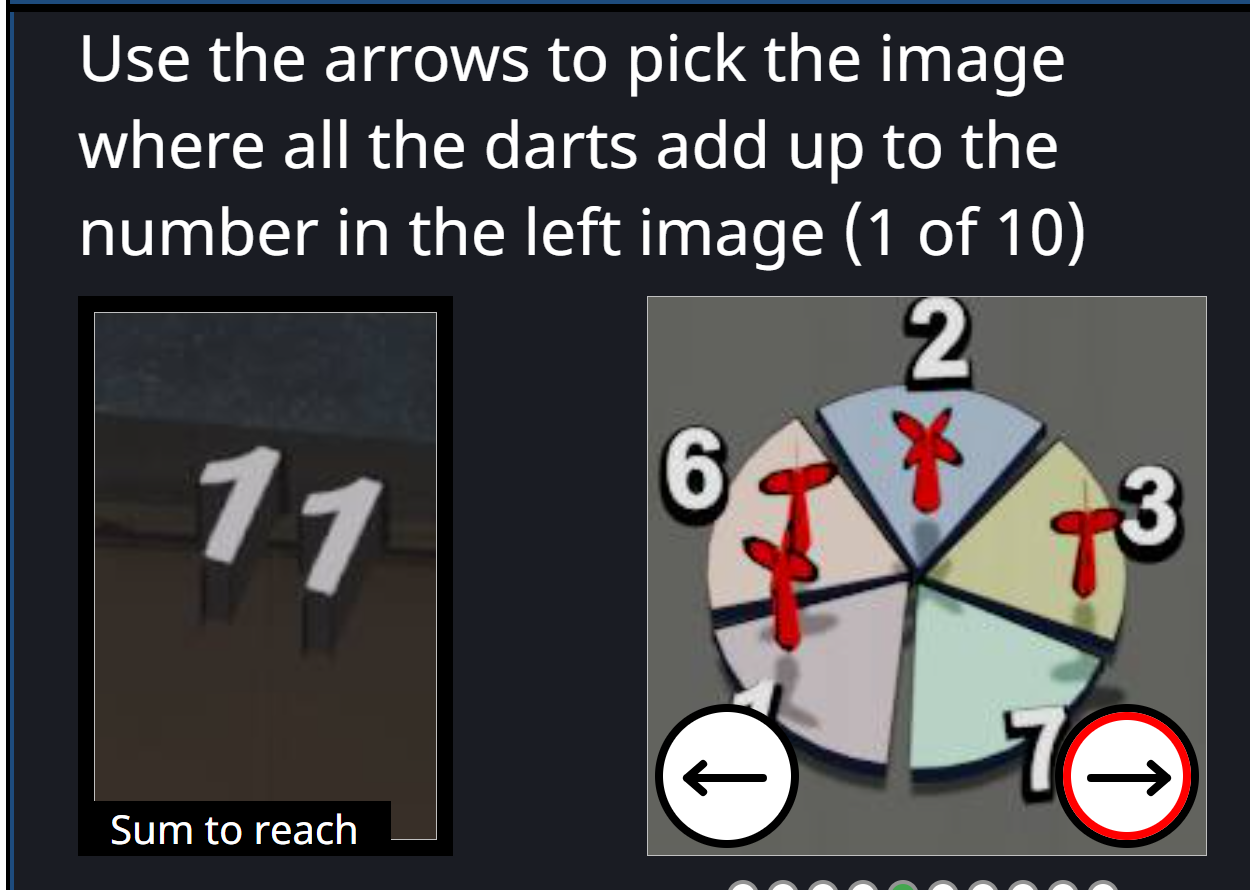 Use the arrows to pick the image
where all the darts add up to the
number in the left image (1 of 10)
11
Sum to reach
2
6
3
1
7